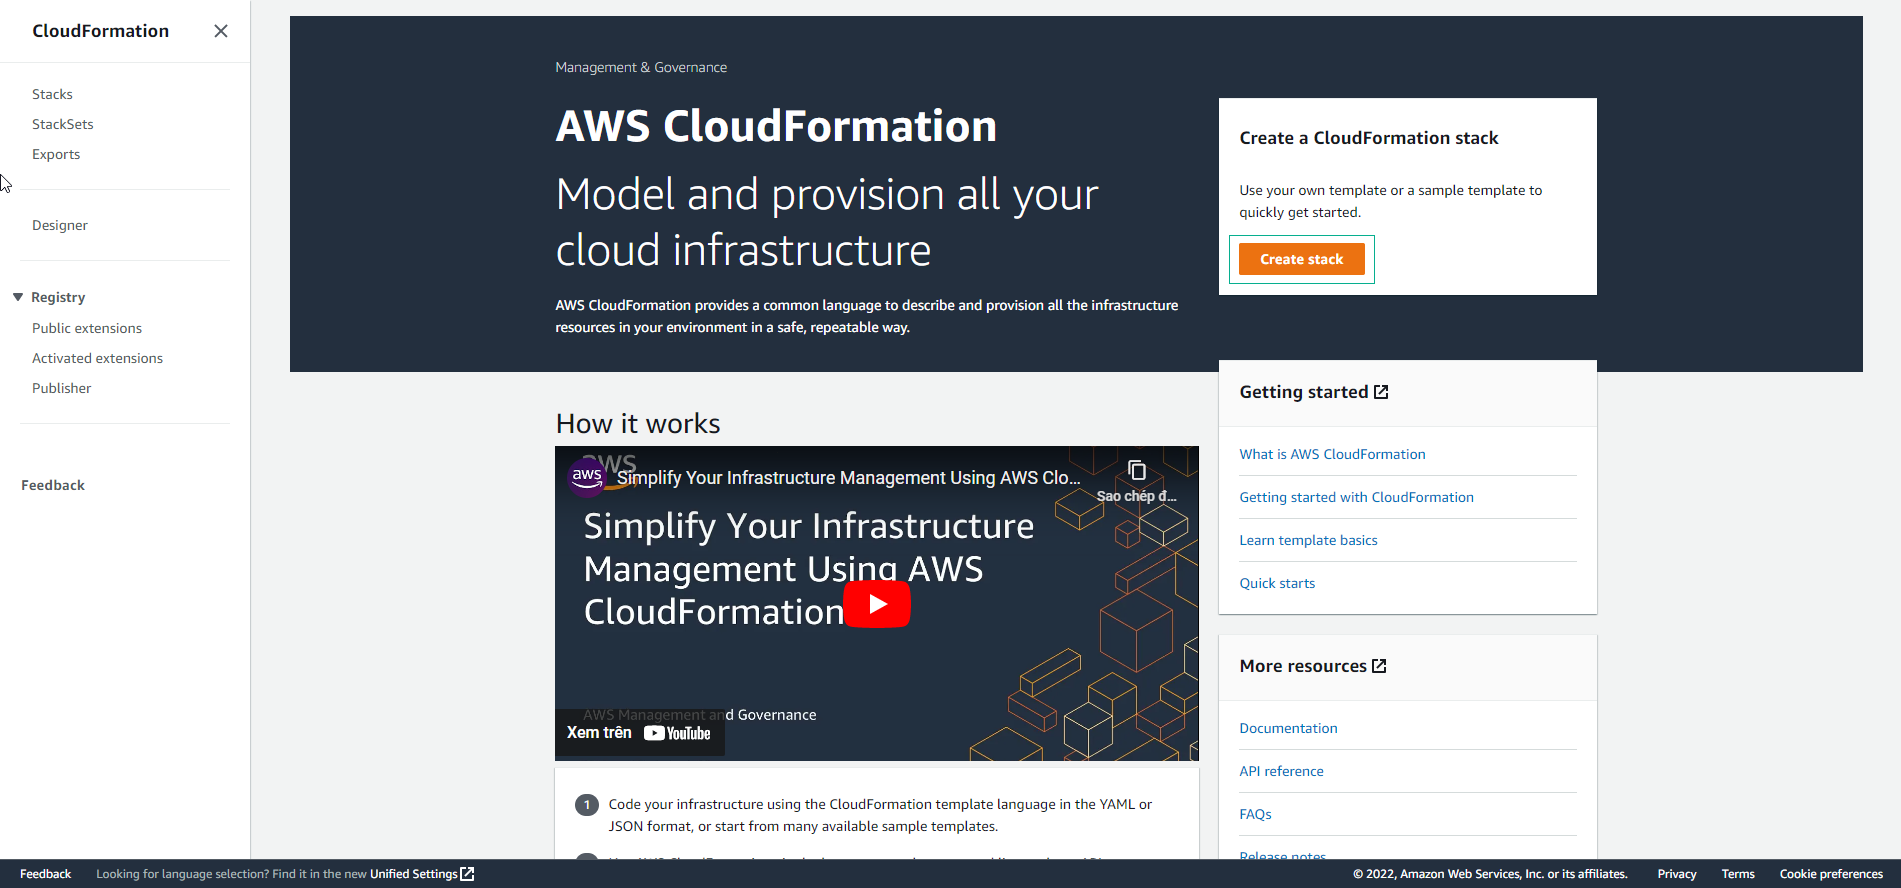 CloudFormation
Stacks
StackSets
Exports
Designer
Registry
Public extensions
Activated extensions
Publisher
Feedback
Management & Governance
AWS CloudFormation
Model and provision all your
cloud infrastructure
AWS CloudFormation provides a common language to describe and provision all the infrastructure
resources in your environment in a safe, repeatable way.
Create a CloudFormation stack
Use your own template or a sample template to
quickly get started.
Create stack
How it works
aws
aws
Simplify Your Infrastructure Management Using AWS Clo...
Sao chép đ...
Simplify Your Infrastructure
Management Using AWS
CloudFormation
AWS Management and Governance
Xem trên YouTube
1 Code your infrastructure using the CloudFormation template language in the YAML or
JSON format, or start from many available sample templates.
Getting started
What is AWS CloudFormation
Getting started with CloudFormation
Learn template basics
Quick starts
More resources
Documentation
API reference
FAQs
Release notes
Feedback
Looking for language selection? Find it in the new Unified Settings
© 2022, Amazon Web Services, Inc. or its affiliates.
Privacy
Terms
Cookie preferences